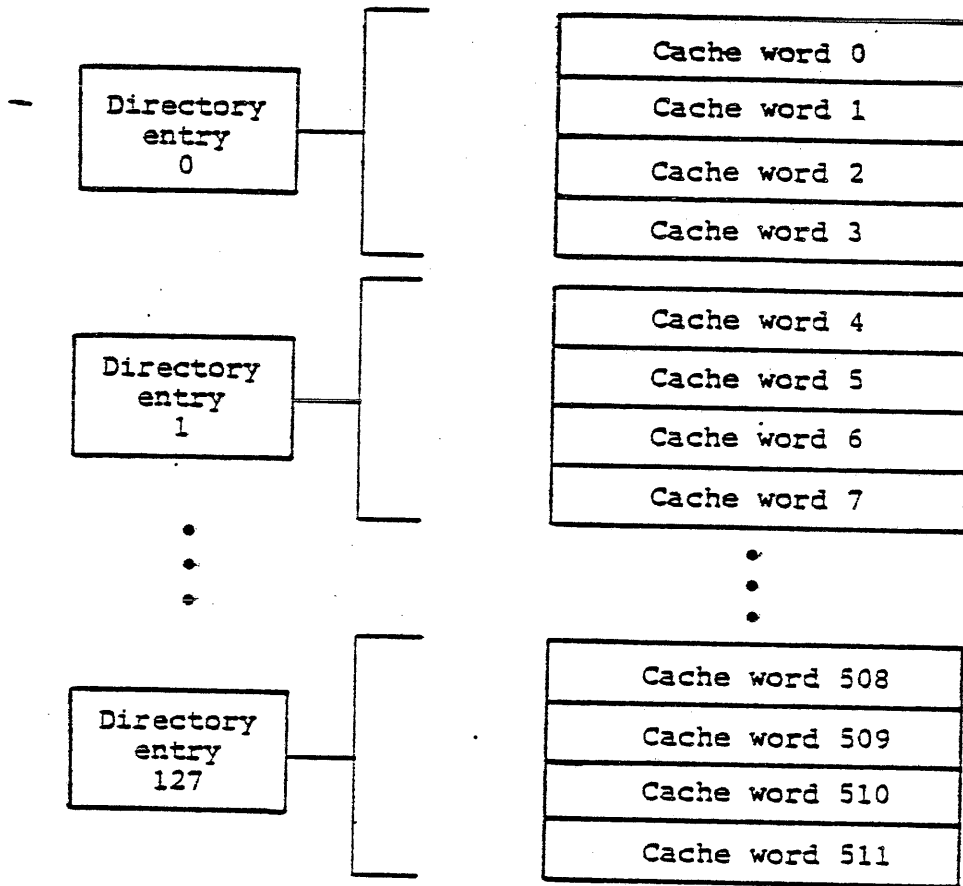 Directory
entry
0
Cache word 0
Cache word 1
Cache word 2
Cache word 3
Directory
entry
1
Cache word 4
Cache word 5
Cache word 6
Cache word 7
Directory
entry
127
Cache word 508
Cache word 509
Cache word 510
Cache word 511